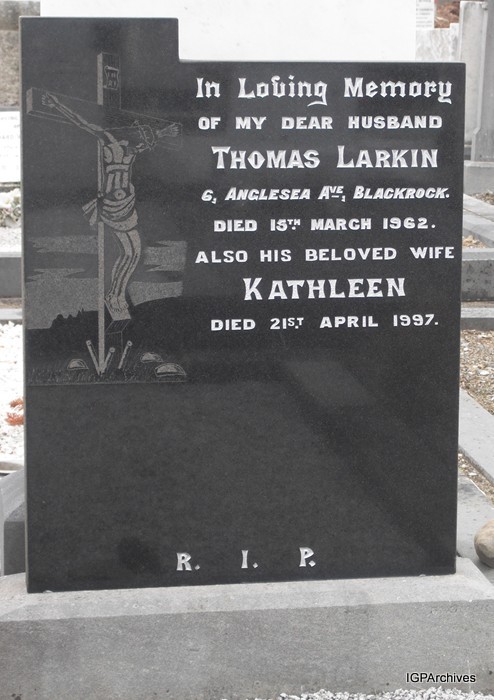 In Loving Memory
OF MY DEAR HUSBAND
THOMAS LARKIN
6, ANGLESEA AVE, BLACKROCK.
DIED 15TH MARCH 1962.
ALSO HIS BELOVED WIFE
KATHLEEN
DIED 21ST APRIL 1997.
R. I. P.
IGPArchives